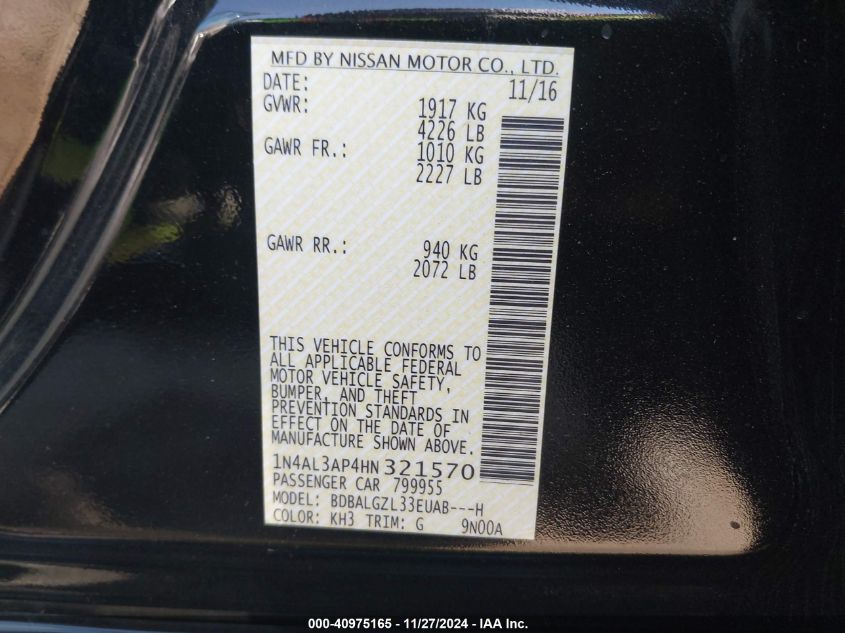 MFD BY NISSAN MOTOR CO., LTD.
DATE: 11/16
GVWR: 1917 KG
4226 LB
GAWR FR.: 1010 KG
2227 LB
GAWR RR.: 940 KG
2072 LB
THIS VEHICLE CONFORMS TO
ALL APPLICABLE FEDERAL
MOTOR VEHICLE SAFETY,
BUMPER, AND THEFT
PREVENTION STANDARDS IN
EFFECT ON THE DATE OF
MANUFACTURE SHOWN ABOVE.
1N4AL3AP4HN321570
PASSENGER CAR 799955
MODEL: BDBALGZL33EUAB---H
COLOR: KH3 TRIM: G 9N00A
000-40975165 - 11/27/2024 - IAA Inc.